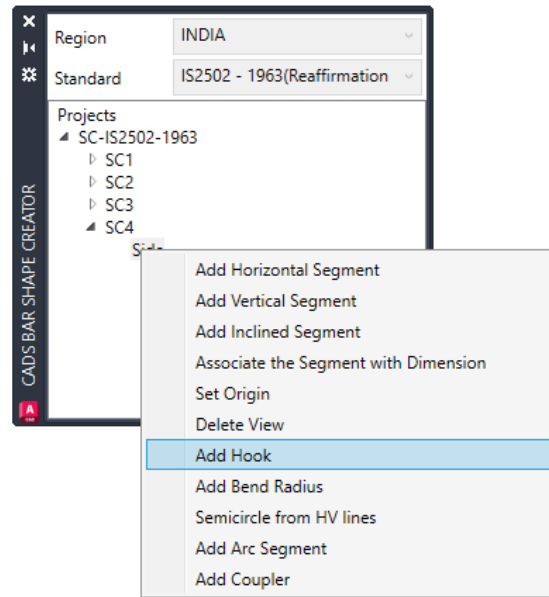 Region
INDIA
Standard
IS2502 - 1963(Reaffirmation
Projects
SC-IS2502-1963
SC1
SC2
SC3
SC4
Side
CADS BAR SHAPE CREATOR
A
Add Horizontal Segment
Add Vertical Segment
Add Inclined Segment
Associate the Segment with Dimension
Set Origin
Delete View
Add Hook
Add Bend Radius
Semicircle from HV lines
Add Arc Segment
Add Coupler